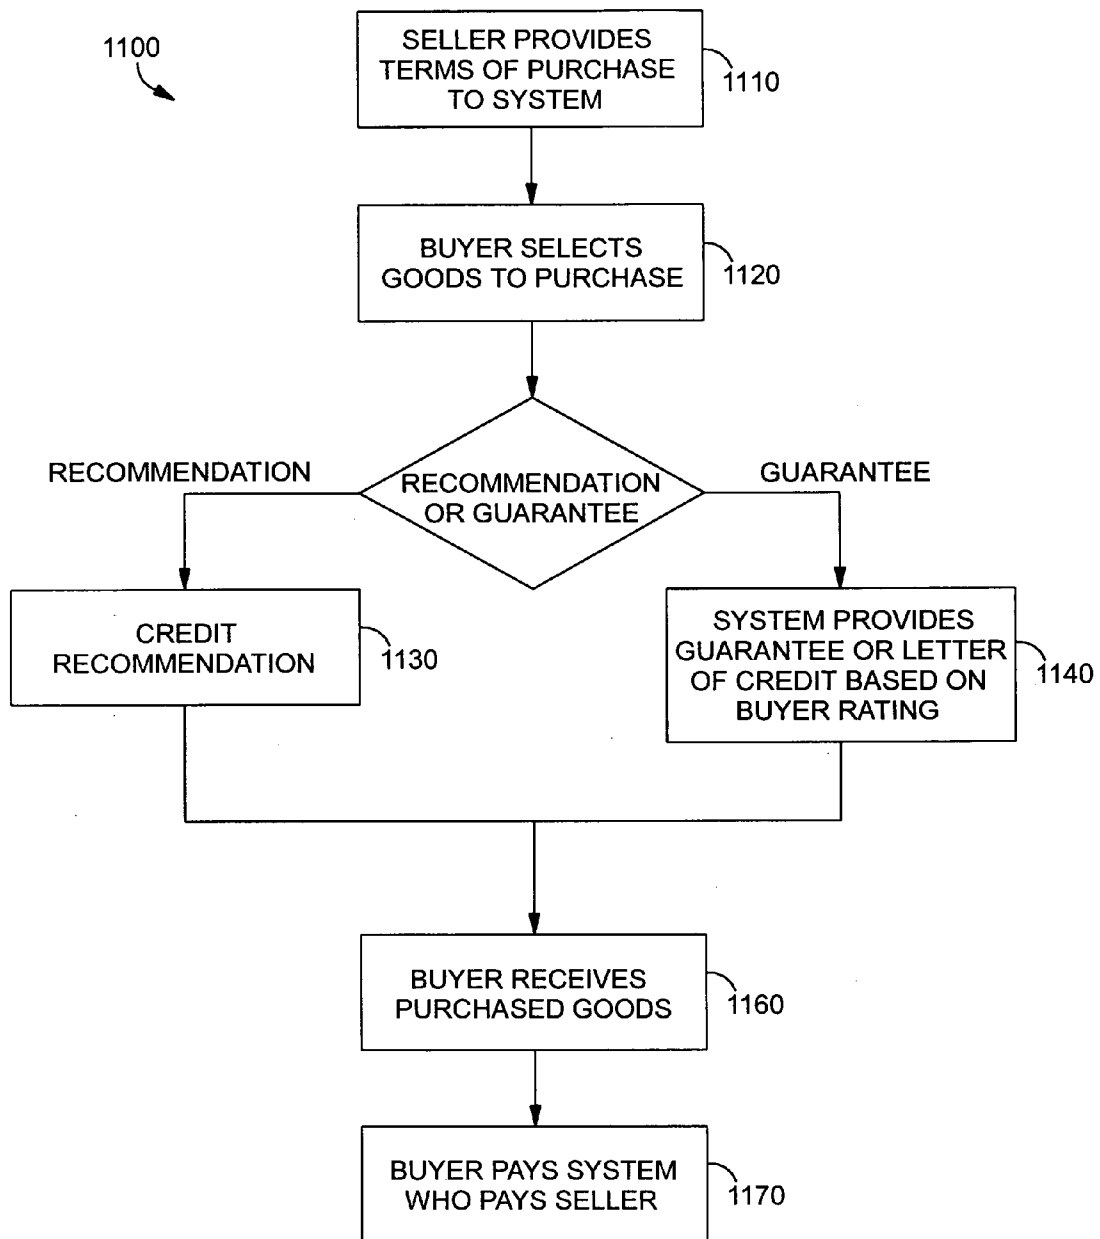 1100
SELLER PROVIDES
TERMS OF PURCHASE
TO SYSTEM
1110
BUYER SELECTS
GOODS TO PURCHASE
1120
RECOMMENDATION
RECOMMENDATION
OR GUARANTEE
GUARANTEE
CREDIT
RECOMMENDATION
1130
SYSTEM PROVIDES
GUARANTEE OR LETTER
OF CREDIT BASED ON
BUYER RATING
1140
BUYER RECEIVES
PURCHASED GOODS
1160
BUYER PAYS SYSTEM
WHO PAYS SELLER
1170